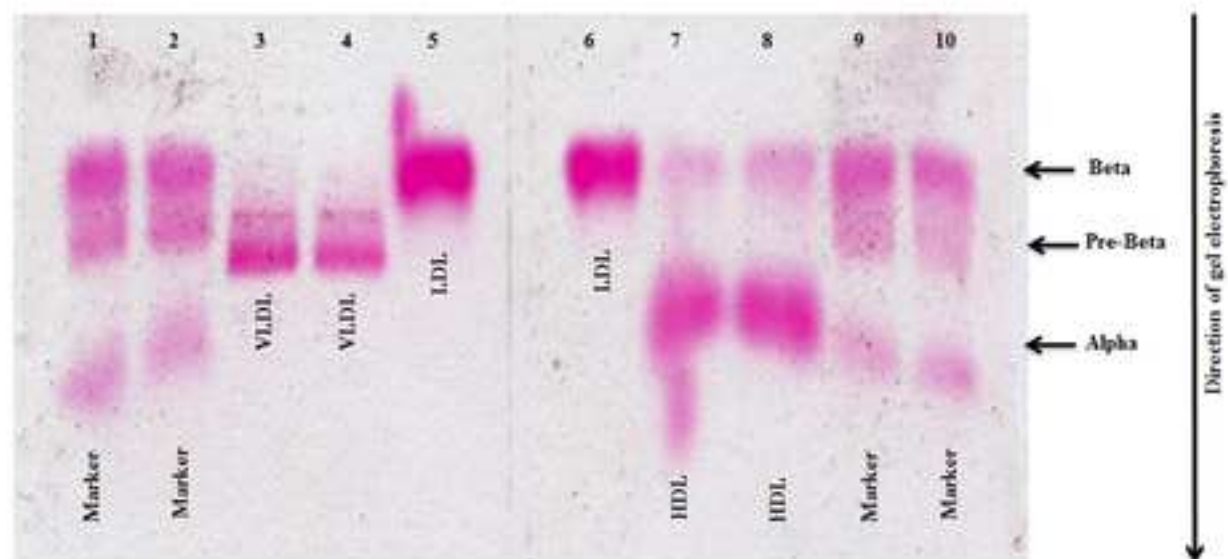 1 2 3 4 5 6 7 8 9 10
Beta
Pre-Beta
Alpha
Direction of gel electrophoresis
Marker
Marker
VLDL
VLDL
LDL
LDL
HDL
HDL
Marker
Marker